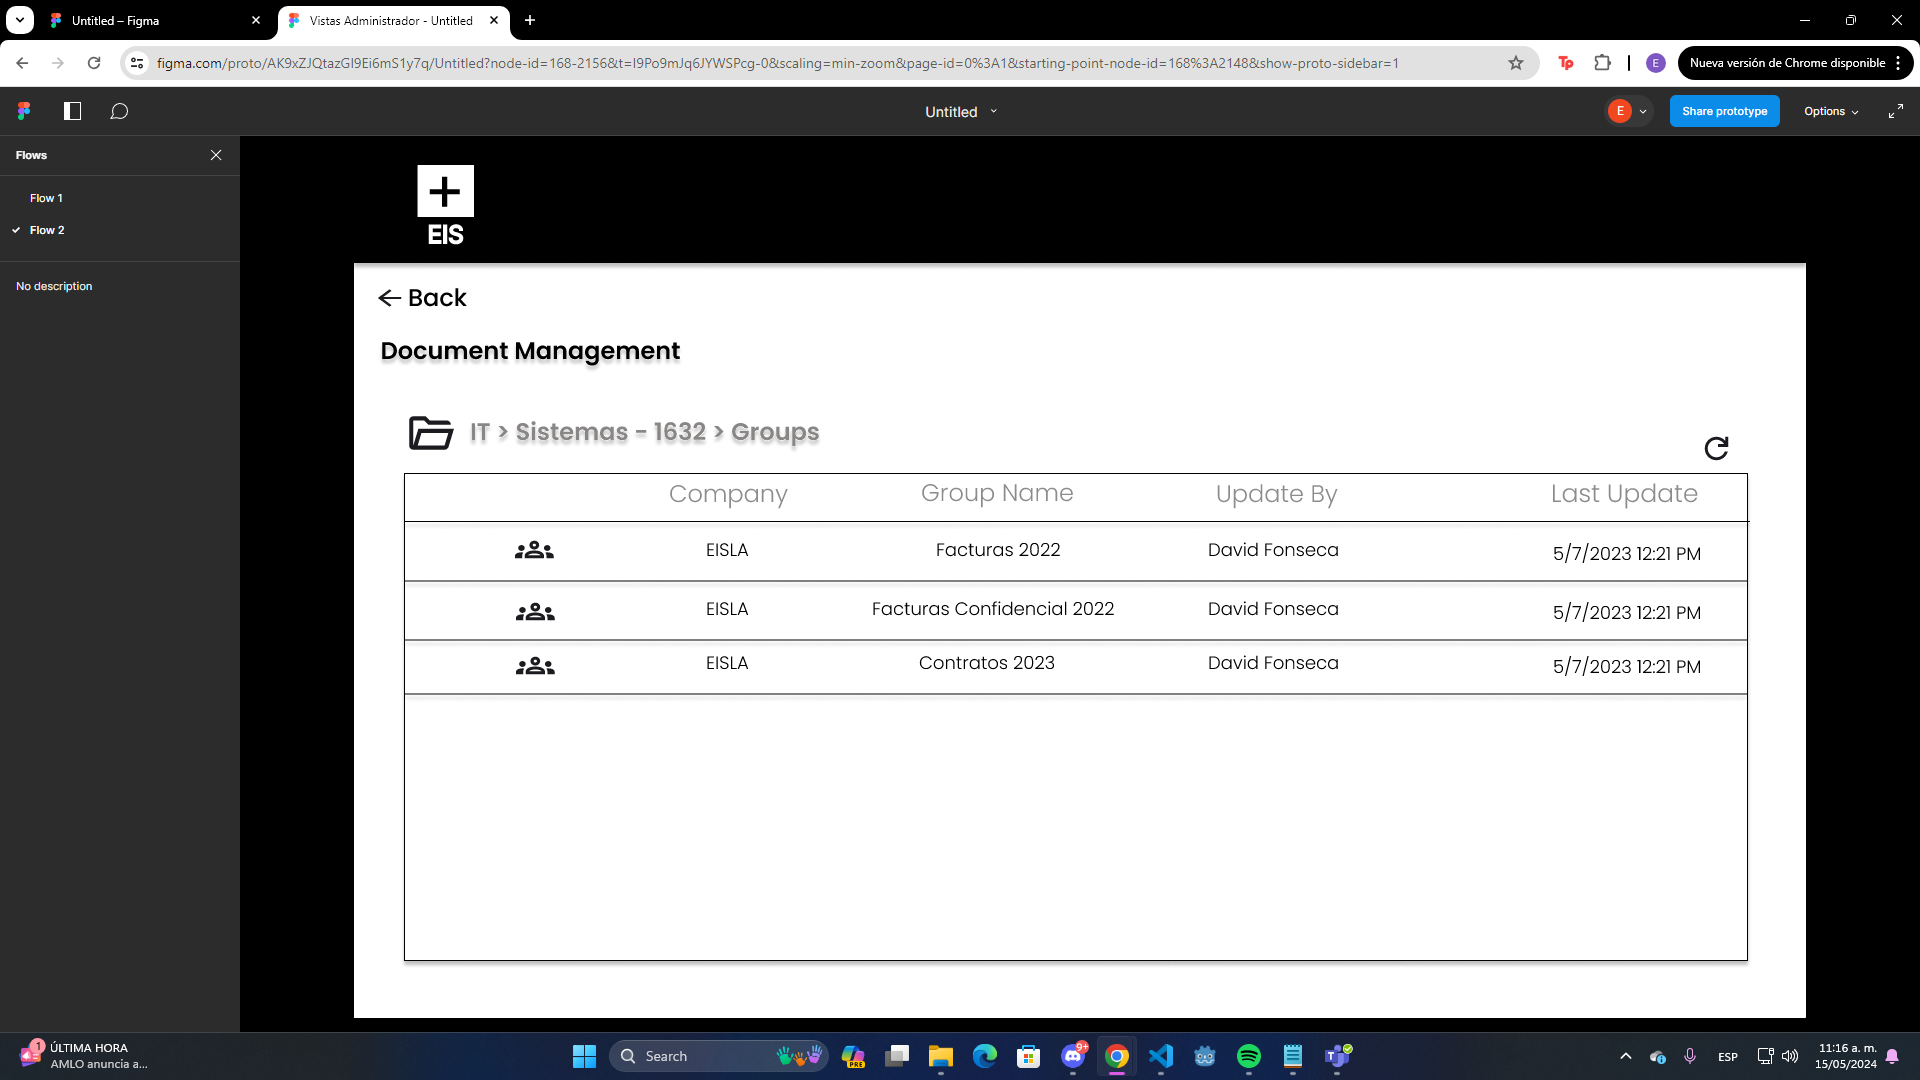 Untitled – Figma
Vistas Administrador - Untitled
figma.com/proto/AK9xZJQtazGI9Ei6mS1y7q/Untitled?node-id=168-2156&t=I9Po9mJq6JYWSPcg-0&scaling=min-zoom&page-id=0%3A1&starting-point-node-id=168%3A2148&show-proto-sidebar=1
Tp
E
Nueva versión de Chrome disponible
Untitled
E
Share prototype
Options
Flows
Flow 1
Flow 2
No description
EIS
Back
Document Management
IT > Sistemas - 1632 > Groups
Company Group Name Update By Last Update
EISLA Facturas 2022 David Fonseca 5/7/2023 12:21 PM
EISLA Facturas Confidencial 2022 David Fonseca 5/7/2023 12:21 PM
EISLA Contratos 2023 David Fonseca 5/7/2023 12:21 PM
1
ÚLTIMA HORA
AMLO anuncia a...
Search
PRE
9+
ESP
11:16 a. m.
15/05/2024